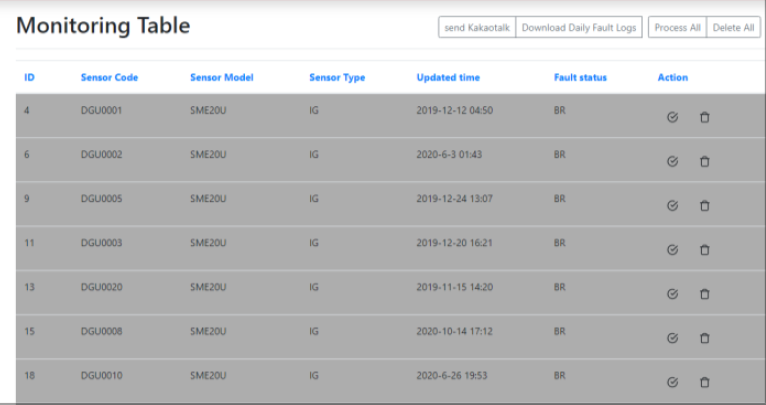 Monitoring Table
send Kakaotalk Download Daily Fault Logs Process All Delete All
ID Sensor Code Sensor Model Sensor Type Updated time Fault status Action
4 DGU0001 SME20U IG 2019-12-12 04:50 BR
6 DGU0002 SME20U IG 2020-6-3 01:43 BR
9 DGU0005 SME20U IG 2019-12-24 13:07 BR
11 DGU0003 SME20U IG 2019-12-20 16:21 BR
13 DGU0020 SME20U IG 2019-11-15 14:20 BR
15 DGU0008 SME20U IG 2020-10-14 17:12 BR
18 DGU0010 SME20U IG 2020-6-26 19:53 BR